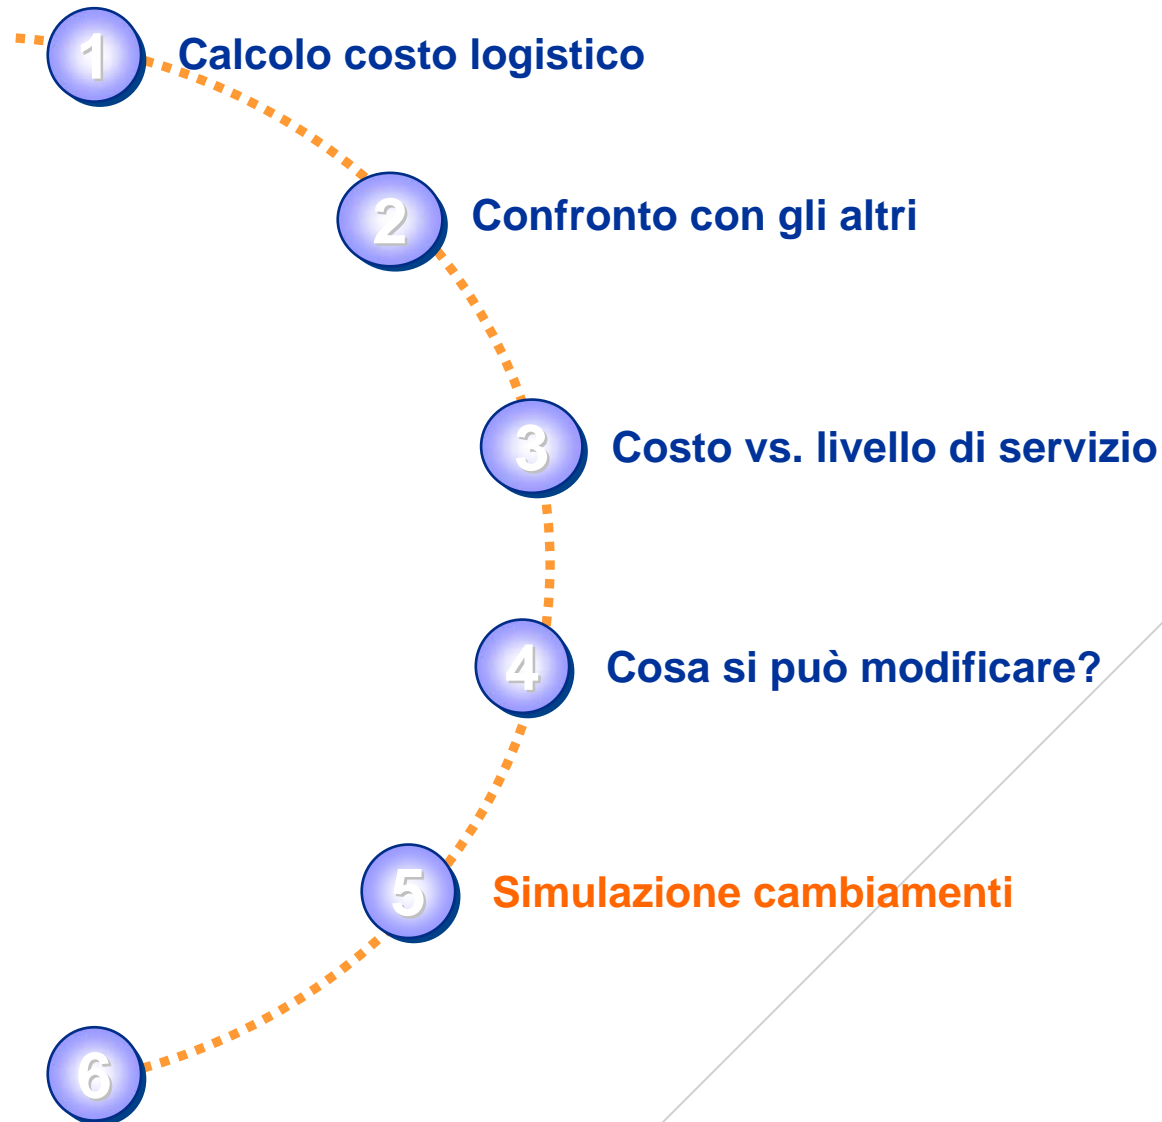 1 Calcolo costo logistico
2 Confronto con gli altri
3 Costo vs. livello di servizio
4 Cosa si può modificare?
5 Simulazione cambiamenti
6